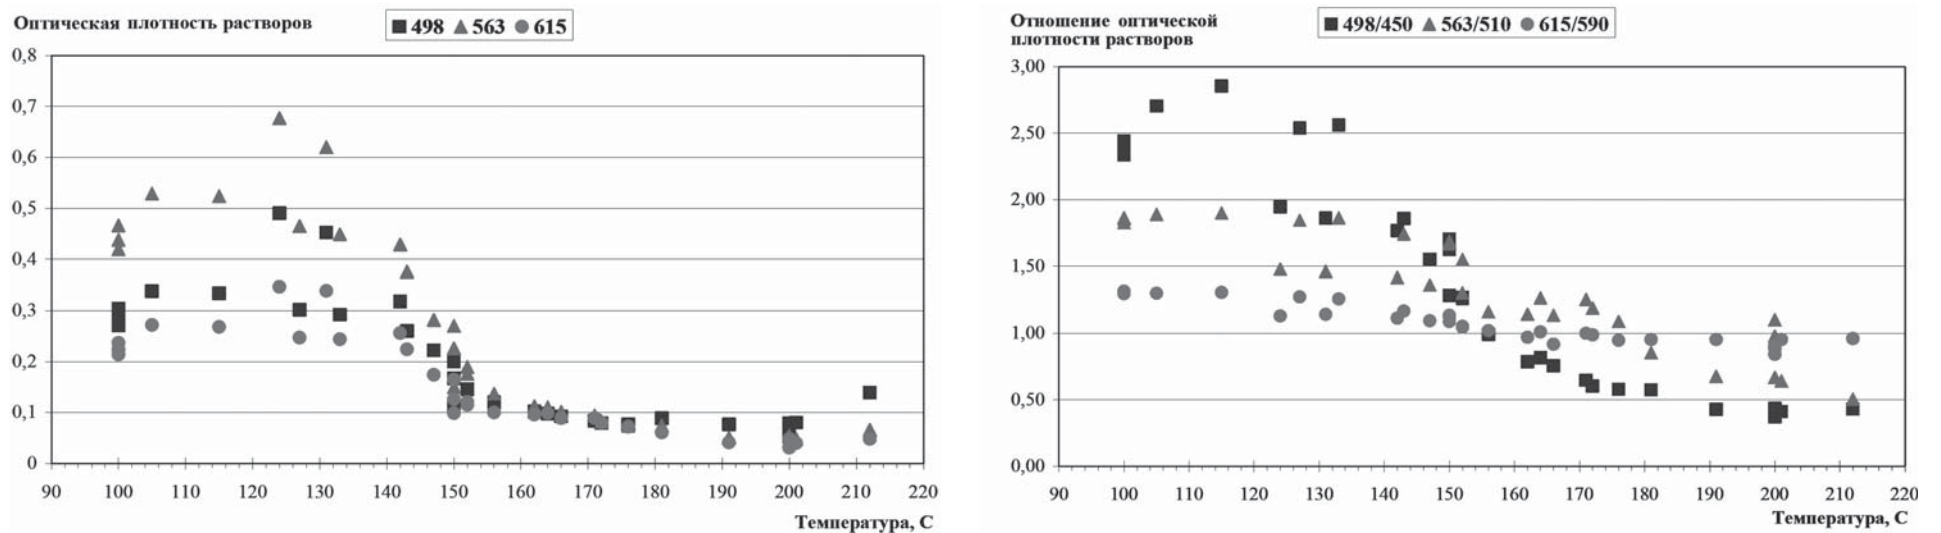 Оптическая плотность растворов
498 563 615
0,8
0,7
0,6
0,5
0,4
0,3
0,2
0,1
0
90 100 110 120 130 140 150 160 170 180 190 200 210 220
Температура, С
Отношение оптической
плотности растворов
498/450 563/510 615/590
3,00
2,50
2,00
1,50
1,00
0,50
0,00
90 100 110 120 130 140 150 160 170 180 190 200 210 220
Температура, С